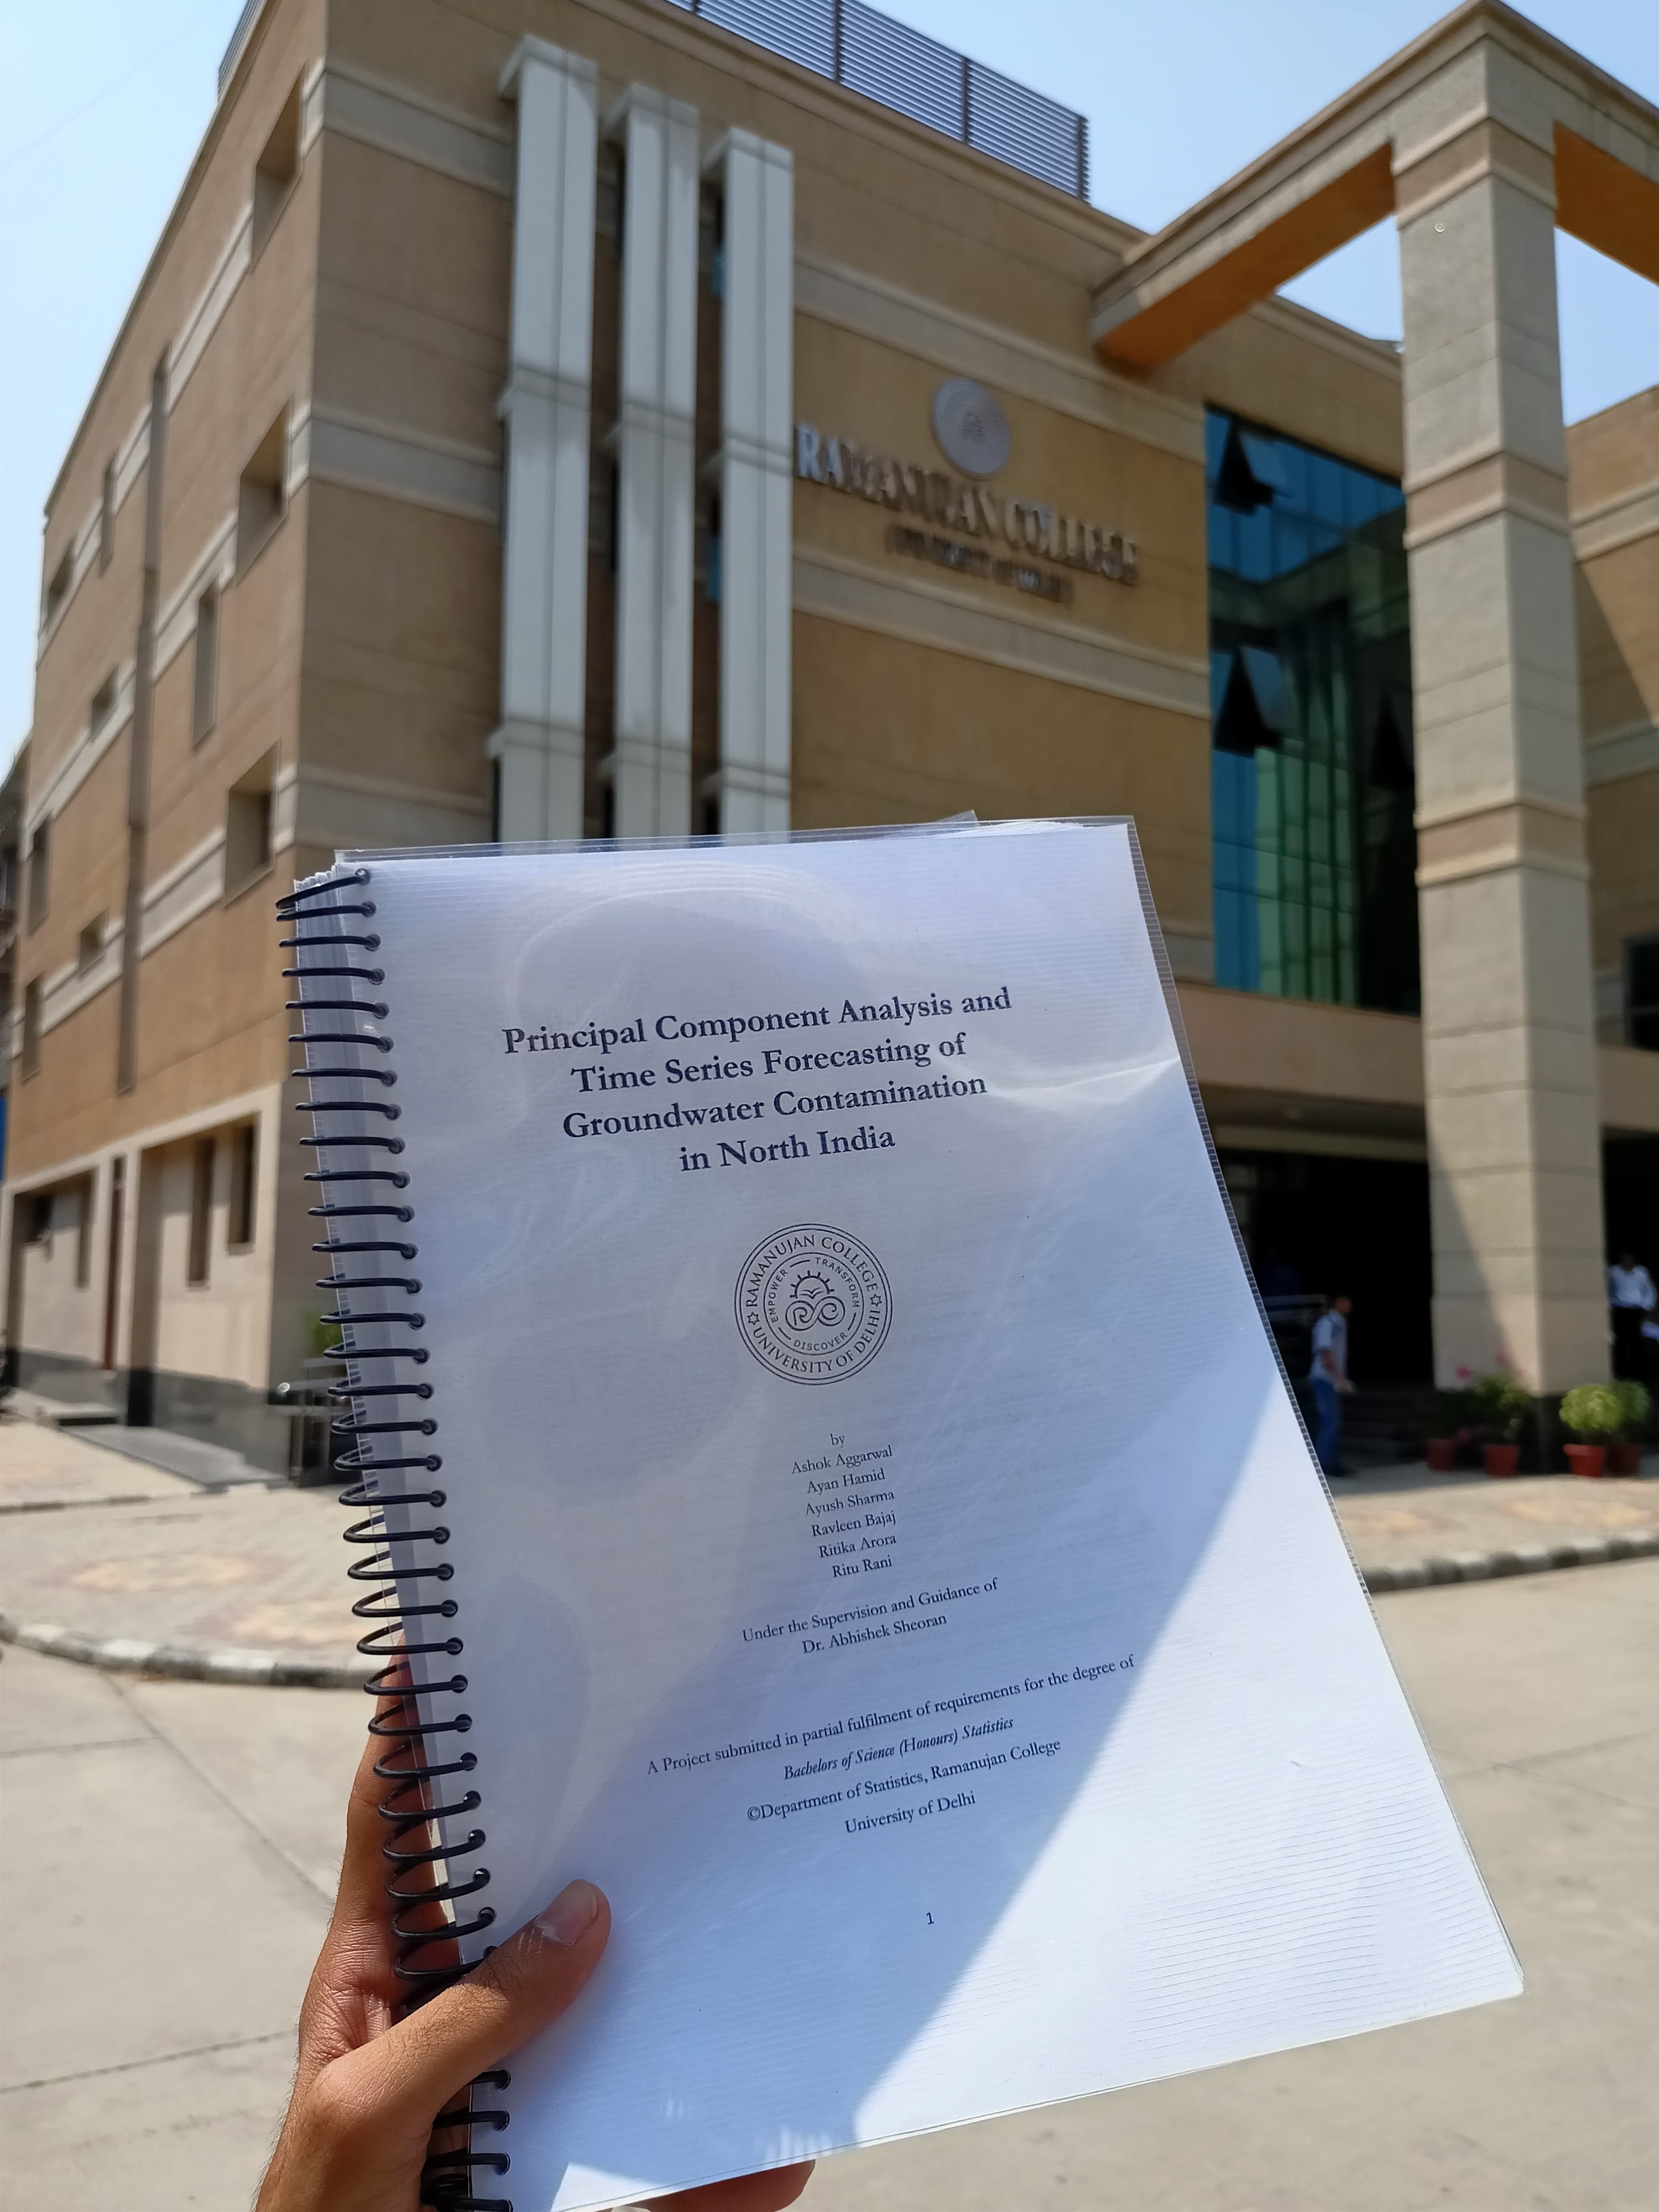 RAMANUJAN COLLEGE
(UNIVERSITY OF DELHI)
Principal Component Analysis and
Time Series Forecasting of
Groundwater Contamination
in North India
RAMANUJAN COLLEGE
UNIVERSITY OF DELHI
EMPOWER
TRANSFORM
DISCOVER
by
Ashok Aggarwal
Ayan Hamid
Ayush Sharma
Ravleen Bajaj
Ritika Arora
Ritu Rani
Under the Supervision and Guidance of
Dr. Abhishek Sheoran
A Project submitted in partial fulfilment of requirements for the degree of
Bachelors of Science (Honours) Statistics
©Department of Statistics, Ramanujan College
University of Delhi
1